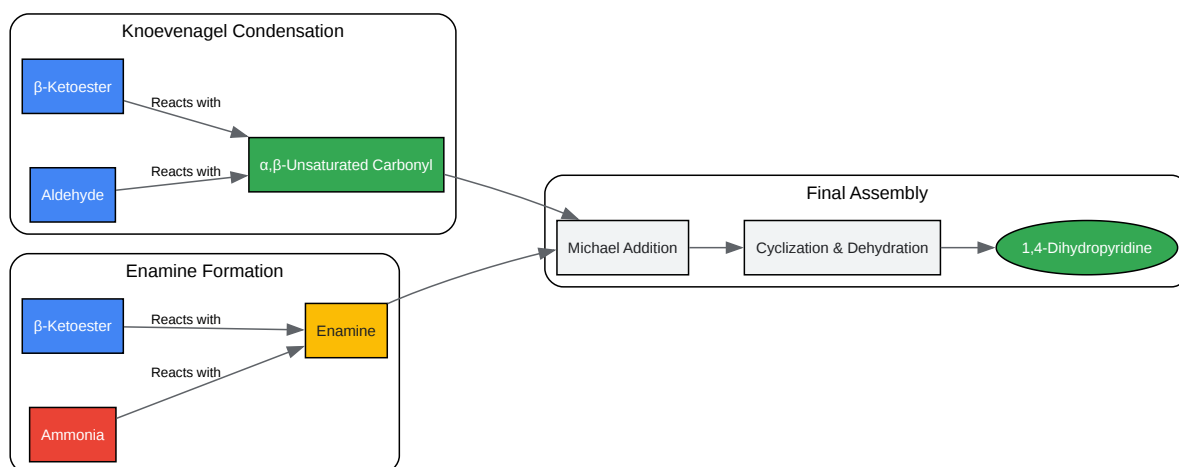 Knoevenagel Condensation
β-Ketoester
Reacts with
Aldehyde
Reacts with
α,β-Unsaturated Carbonyl
Enamine Formation
β-Ketoester
Reacts with
Ammonia
Reacts with
Enamine
Final Assembly
Michael Addition
Cyclization & Dehydration
1,4-Dihydropyridine